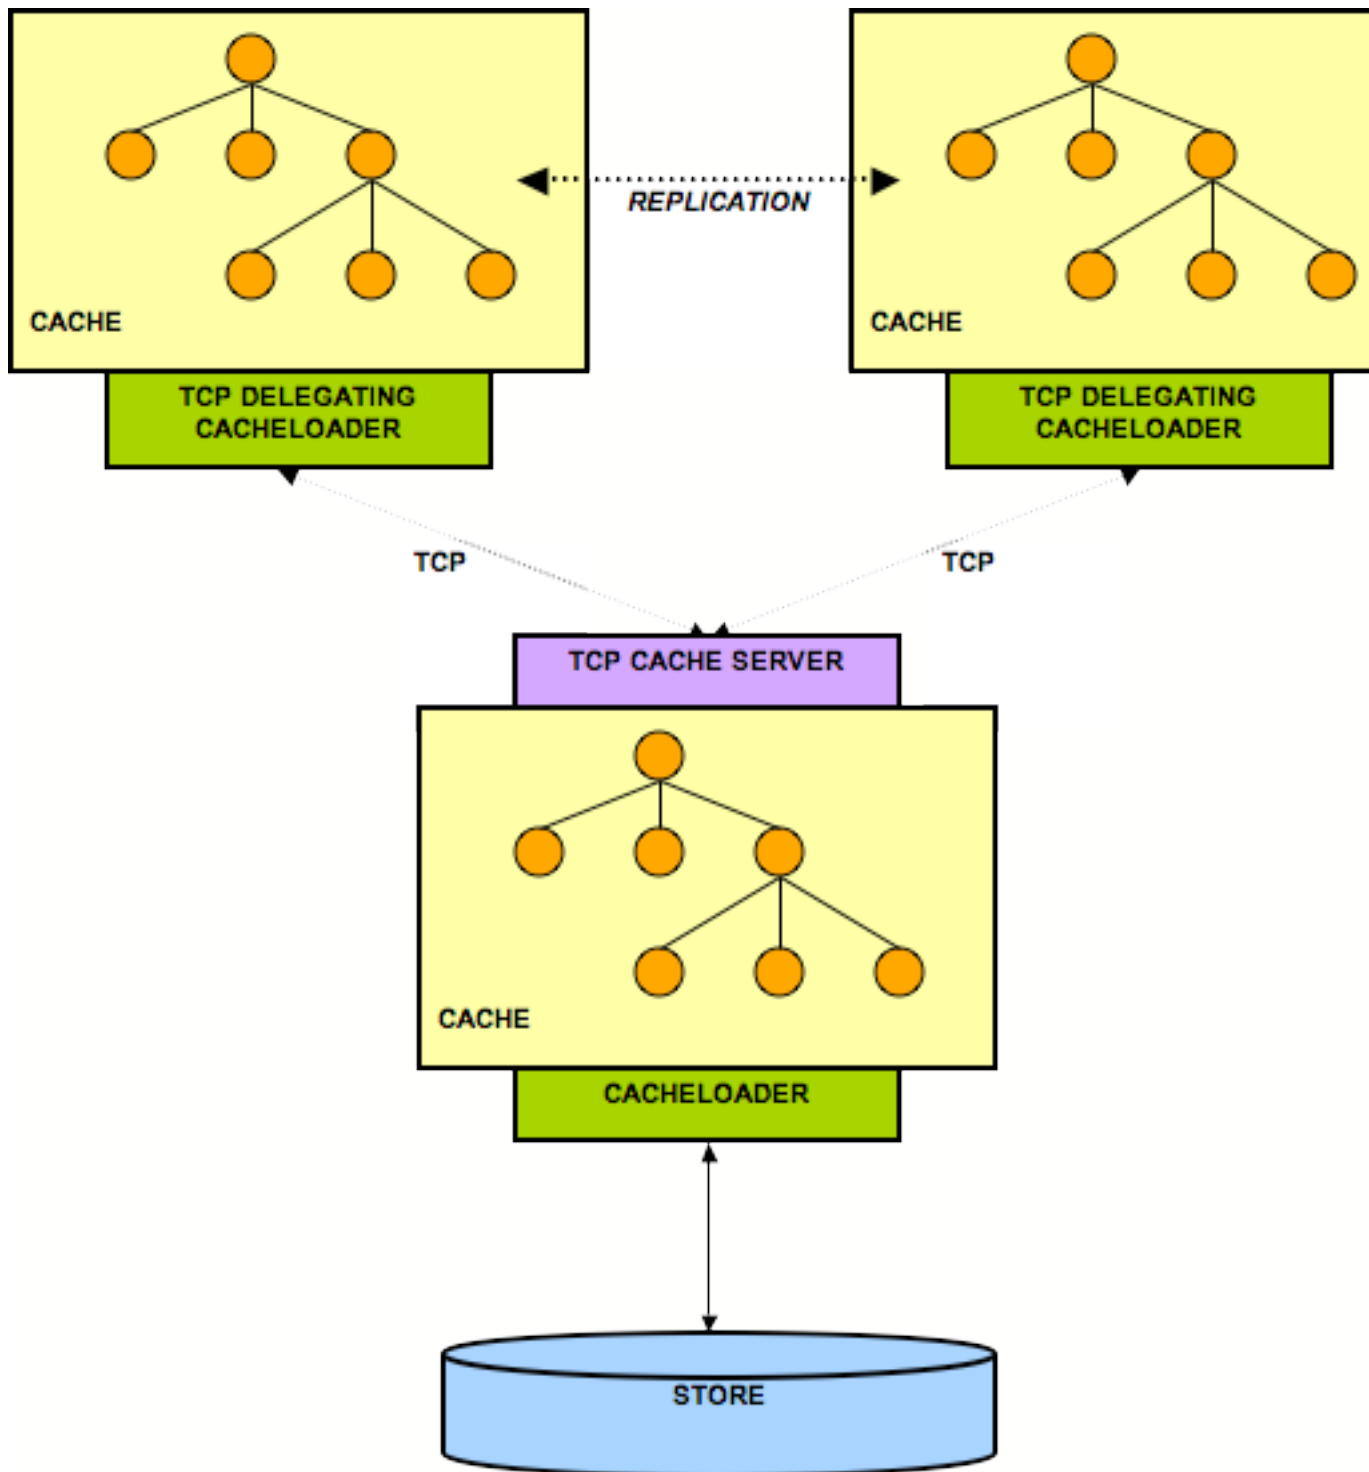 REPLICATION
CACHE
CACHE
TCP DELEGATING
CACHELOADER
TCP DELEGATING
CACHELOADER
TCP
TCP
TCP CACHE SERVER
CACHE
CACHELOADER
STORE